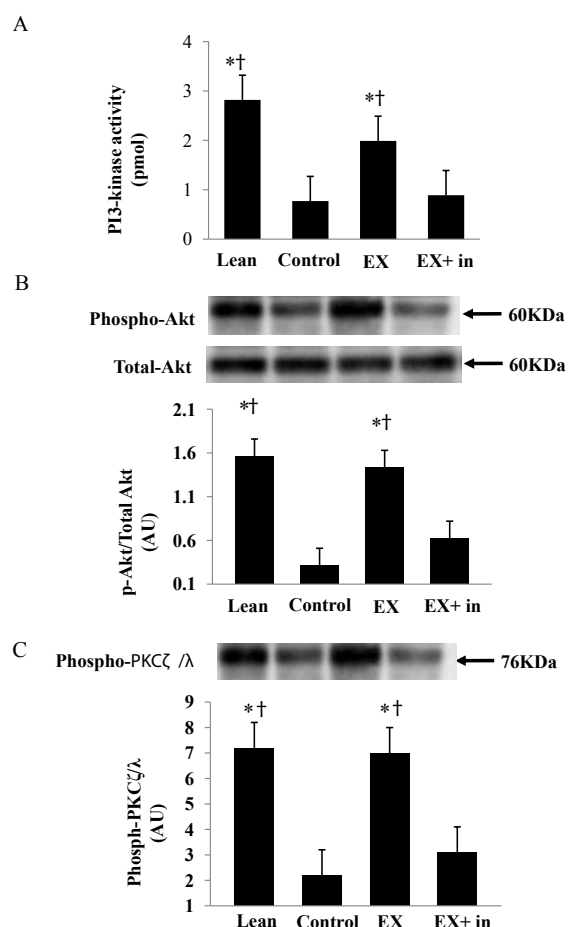 A
PI3-kinase activity
(pmol)
4
3
2
1
0
*†
*†
Lean Control EX EX+ in
B
Phospho-Akt
60KDa
Total-Akt
60KDa
p-Akt/Total Akt
(AU)
2.1
1.6
1.1
0.6
0.1
*†
*†
Lean Control EX EX+ in
C
Phospho-PKCζ /λ
76KDa
Phosph-PKCζ/λ
(AU)
9
8
7
6
5
4
3
2
1
*†
*†
Lean Control EX EX+ in